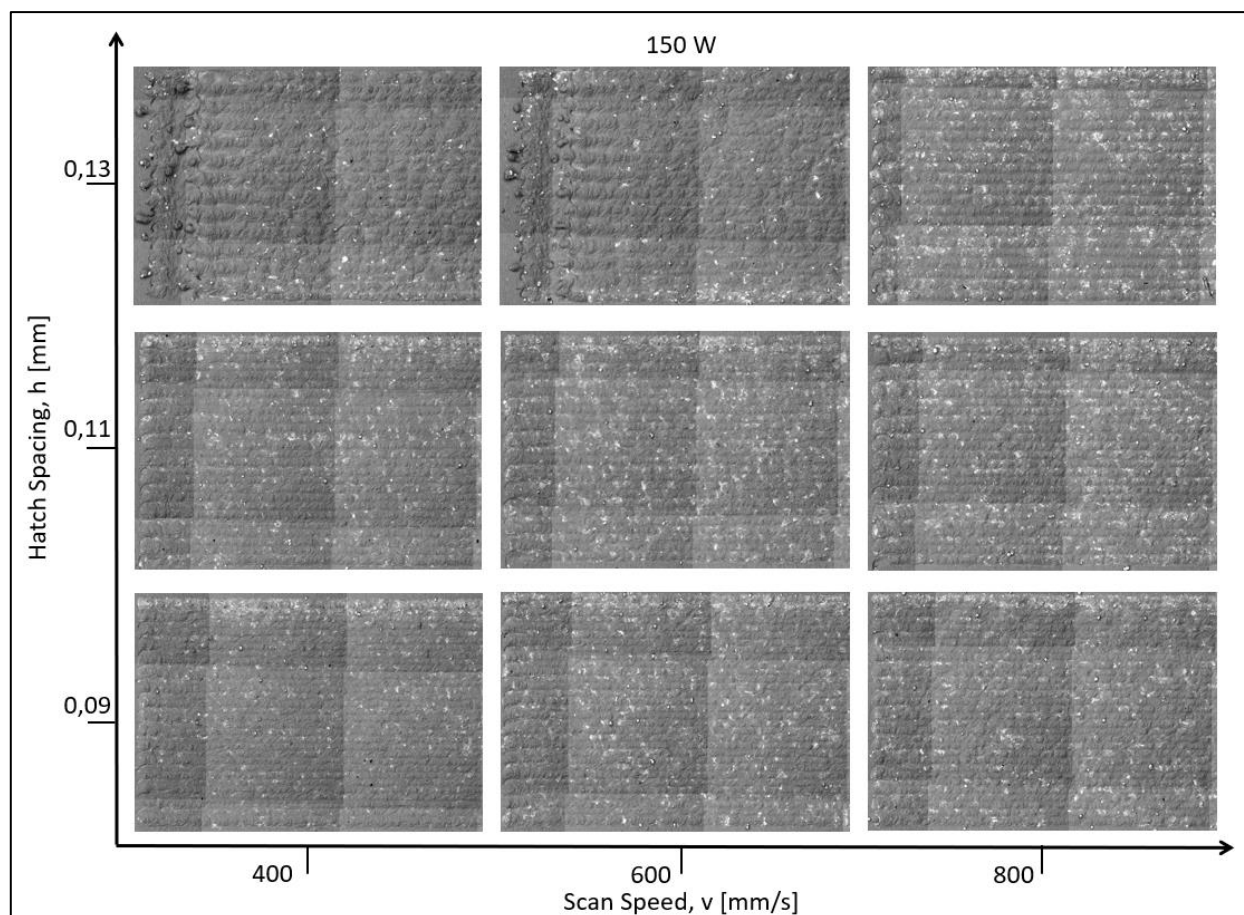 150 W
0,13
0,11
0,09
Hatch Spacing, h [mm]
400
600
800
Scan Speed, v [mm/s]